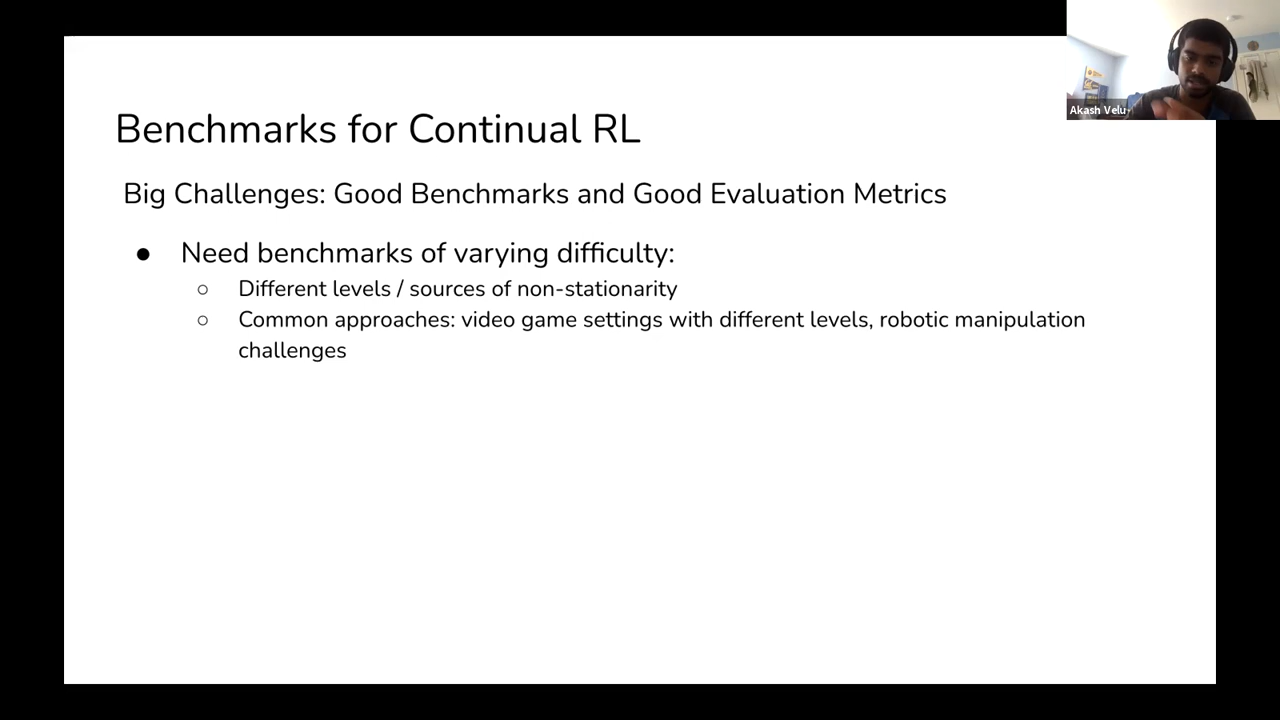 Akash Velu
Benchmarks for Continual RL
Big Challenges: Good Benchmarks and Good Evaluation Metrics
● Need benchmarks of varying difficulty:
○ Different levels / sources of non-stationarity
○ Common approaches: video game settings with different levels, robotic manipulation
challenges